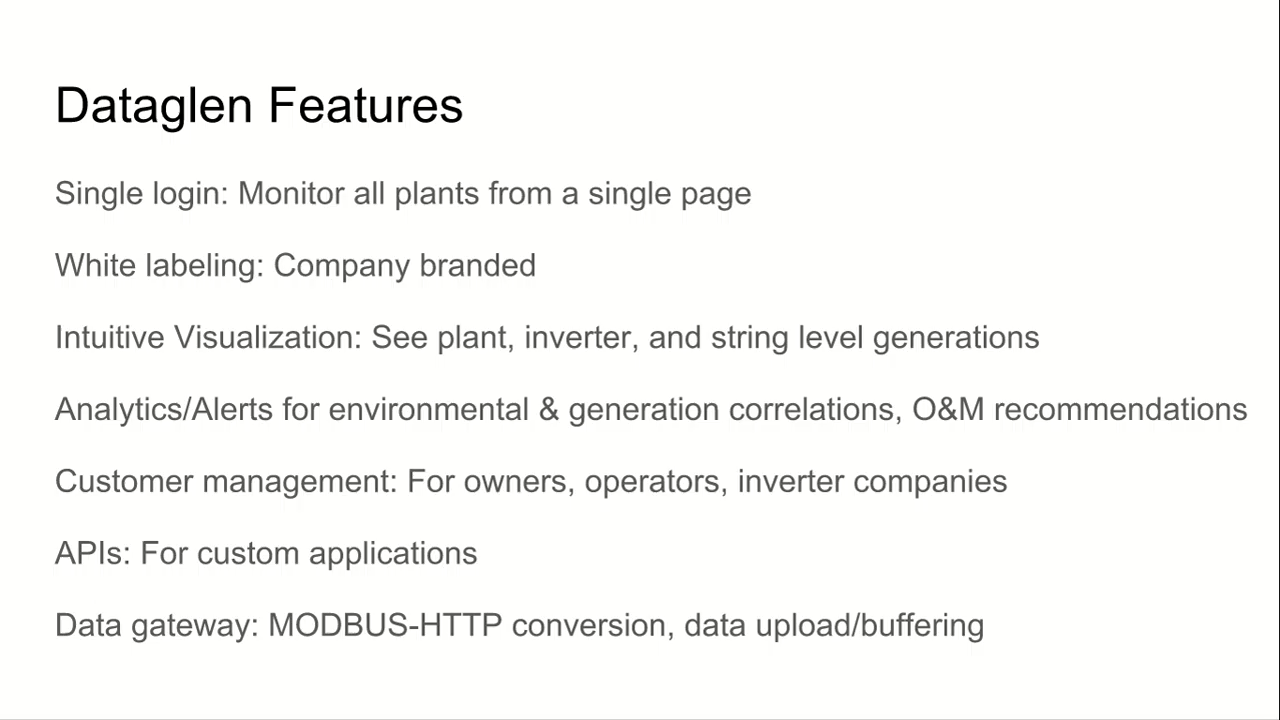 Dataglen Features
Single login: Monitor all plants from a single page
White labeling: Company branded
Intuitive Visualization: See plant, inverter, and string level generations
Analytics/Alerts for environmental & generation correlations, O&M recommendations
Customer management: For owners, operators, inverter companies
APIs: For custom applications
Data gateway: MODBUS-HTTP conversion, data upload/buffering